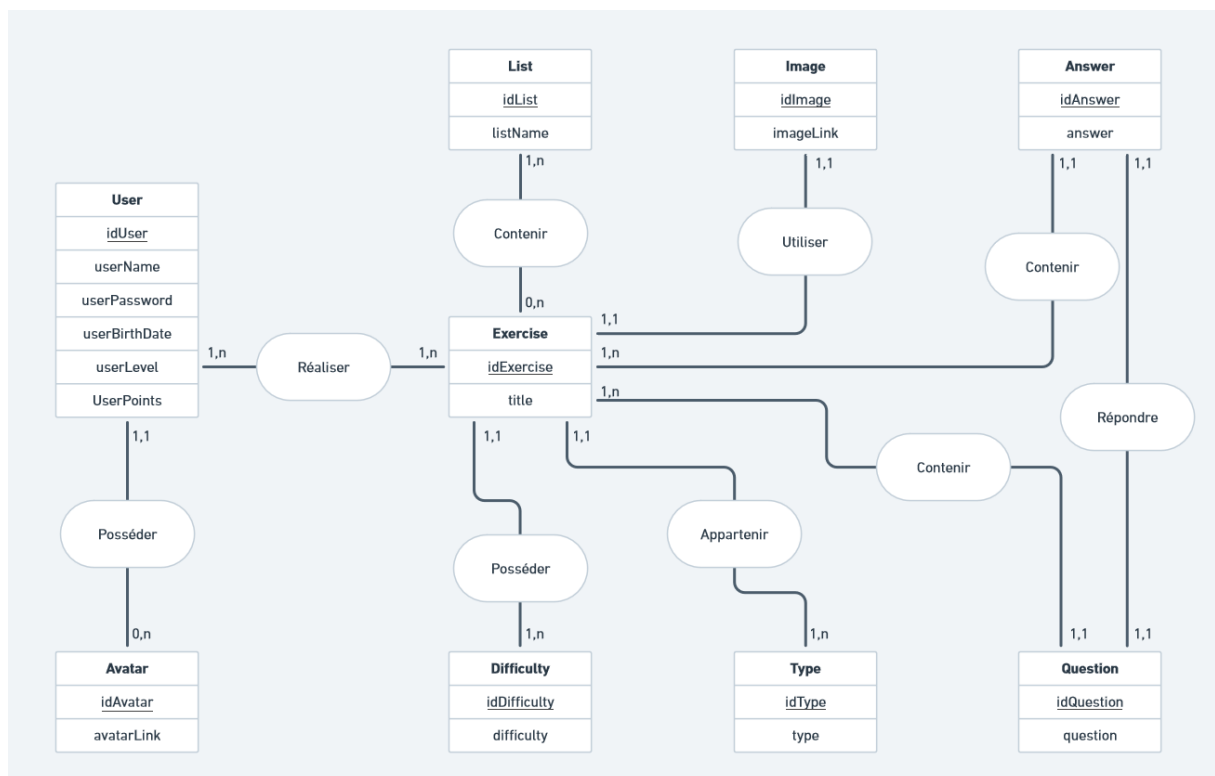 List
idList
listName
1,n
Contenir
0,n
Image
idImage
imageLink
1,1
Utiliser
1,1
Answer
idAnswer
answer
1,1
1,1
Contenir
1,n
Répondre
1,1
User
idUser
userName
userPassword
userBirthDate
userLevel
UserPoints
1,n
Réaliser
1,n
Exercise
idExercise
title
1,n
Contenir
1,1
1,1
Posséder
0,n
Avatar
idAvatar
avatarLink
1,1
Posséder
1,n
Difficulty
idDifficulty
difficulty
1,1
Appartenir
1,n
Type
idType
type
Question
idQuestion
question